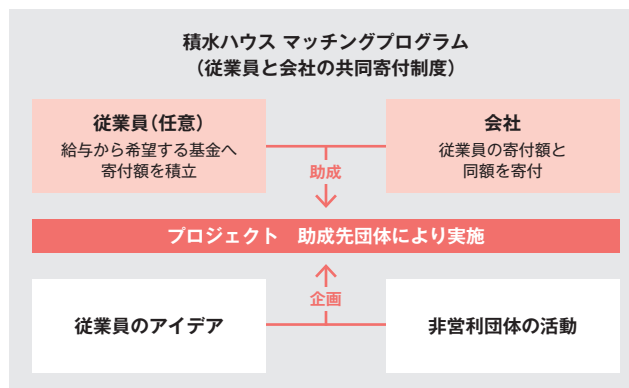 積水ハウス マッチングプログラム
（従業員と会社の共同寄付制度）
従業員（任意）
給与から希望する基金へ
寄付額を積立
会社
従業員の寄付額と
同額を寄付
助成
プロジェクト　助成先団体により実施
企画
従業員のアイデア
非営利団体の活動